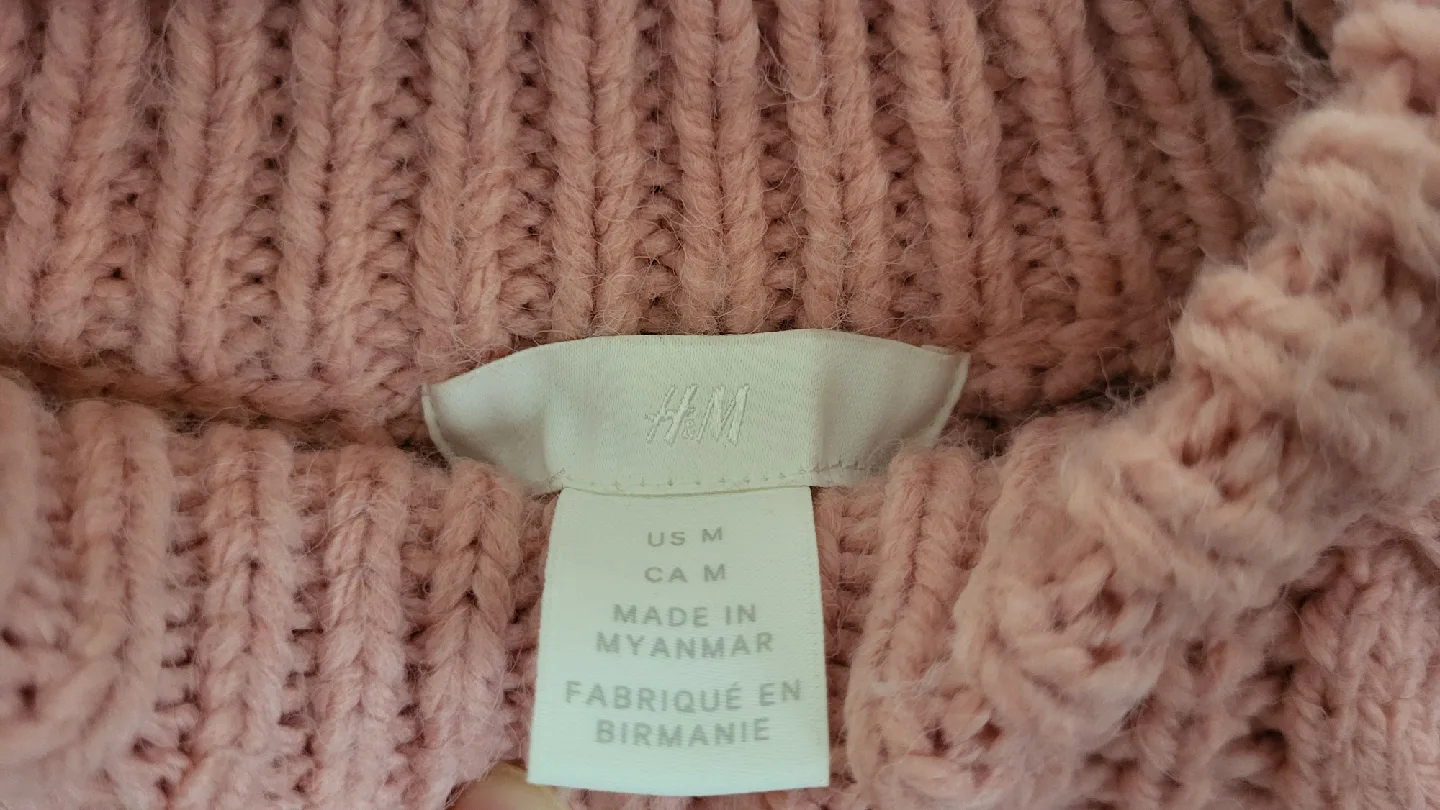 H&M
US M
CA M
MADE IN
MYANMAR
FABRIQUÉ EN
BIRMANIE